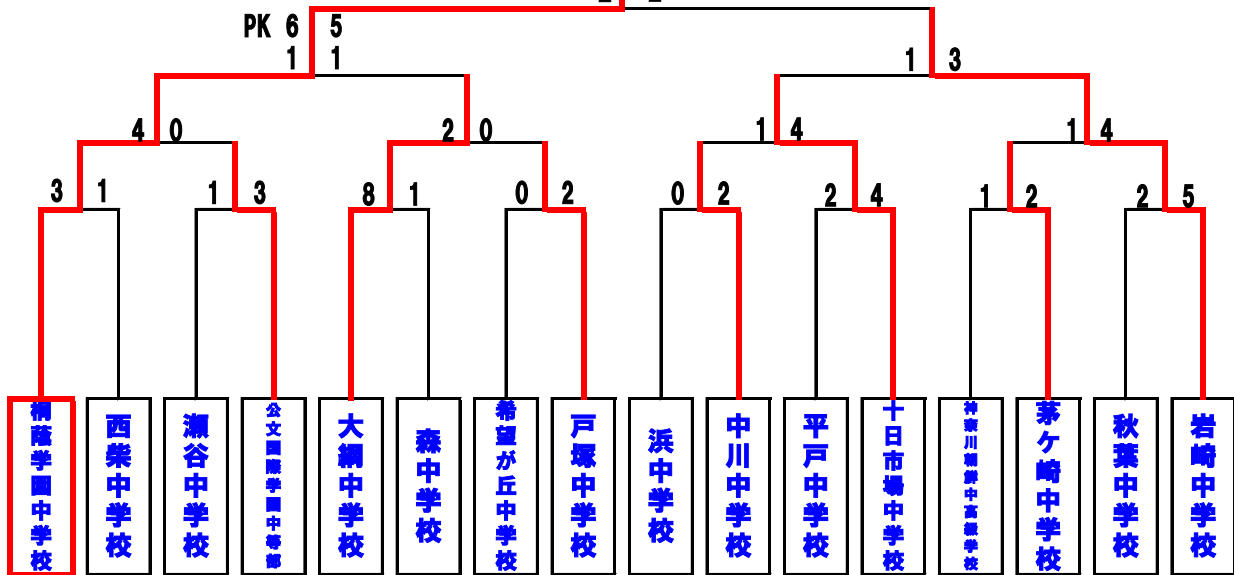 PK 6 5
1 1
1 3
4 0
2 0
1 4
1 4
3 1
1 3
8 1
0 2
0 2
2 4
1 2
2 5
桐蔭学園中学校
西柴中学校
瀬谷中学校
公文国際学園中等部
大綱中学校
森中学校
希望が丘中学校
戸塚中学校
浜中学校
中川中学校
平戸中学校
十日市場中学校
神奈川朝鮮中高級学校
茅ケ崎中学校
秋葉中学校
岩崎中学校